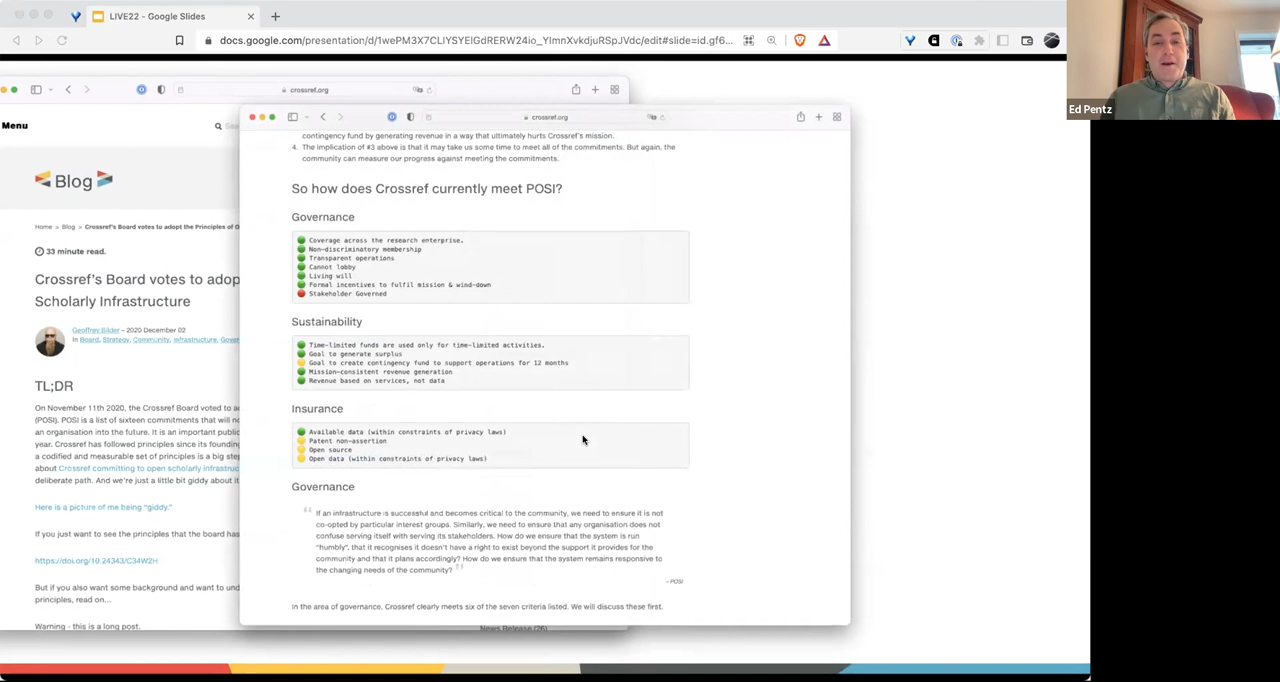 LIVE22 - Google Slides
docs.google.com/presentation/d/1wePM3X7CLIYSYEIGdRERW24io_YImnXvkdjuRSpJVdc/edit#slide=id.gf6...
Ed Pentz
crossref.org
Menu
Blog
Home » Blog » Crossref's Board votes to adopt the Principles of O
33 minute read.
Crossref's Board votes to adop
Scholarly Infrastructure
Geoffrey Bilder – 2020 December 02
In Board, Strategy, Community, Infrastructure, Gover
TL;DR
On November 11th 2020, the Crossref Board voted to a
(POSI). POSI is a list of sixteen commitments that will no
an organisation into the future. It is an important public
year. Crossref has followed principles since its founding
a codified and measurable set of principles is a big step
about Crossref committing to open scholarly infrastruc
deliberate path. And we're just a little bit giddy about it
Here is a picture of me being "giddy."
If you just want to see the principles that the board has
https://doi.org/10.24343/C34W2H
But if you also want some background and want to und
principles, read on...
Warning - this is a long post.
News Release (26)
crossref.org
contingency fund by generating revenue in a way that ultimately hurts Crossref's mission.
4. The implication of #3 above is that it may take us some time to meet all of the commitments. But again, the
community can measure our progress against meeting the commitments.
So how does Crossref currently meet POSI?
Governance
Coverage across the research enterprise.
Non-discriminatory membership
Transparent operations
Cannot lobby
Living will
Formal incentives to fulfil mission & wind-down
Stakeholder Governed
Sustainability
Time-limited funds are used only for time-limited activities.
Goal to generate surplus
Goal to create contingency fund to support operations for 12 months
Mission-consistent revenue generation
Revenue based on services, not data
Insurance
Available data (within constraints of privacy laws)
Patent non-assertion
Open source
Open data (within constraints of privacy laws)
Governance
" If an infrastructure is successful and becomes critical to the community, we need to ensure it is not
co-opted by particular interest groups. Similarly, we need to ensure that any organisation does not
confuse serving itself with serving its stakeholders. How do we ensure that the system is run
"humbly", that it recognises it doesn't have a right to exist beyond the support it provides for the
community and that it plans accordingly? How do we ensure that the system remains responsive to
the changing needs of the community? "
– POSI
In the area of governance, Crossref clearly meets six of the seven criteria listed. We will discuss these first.